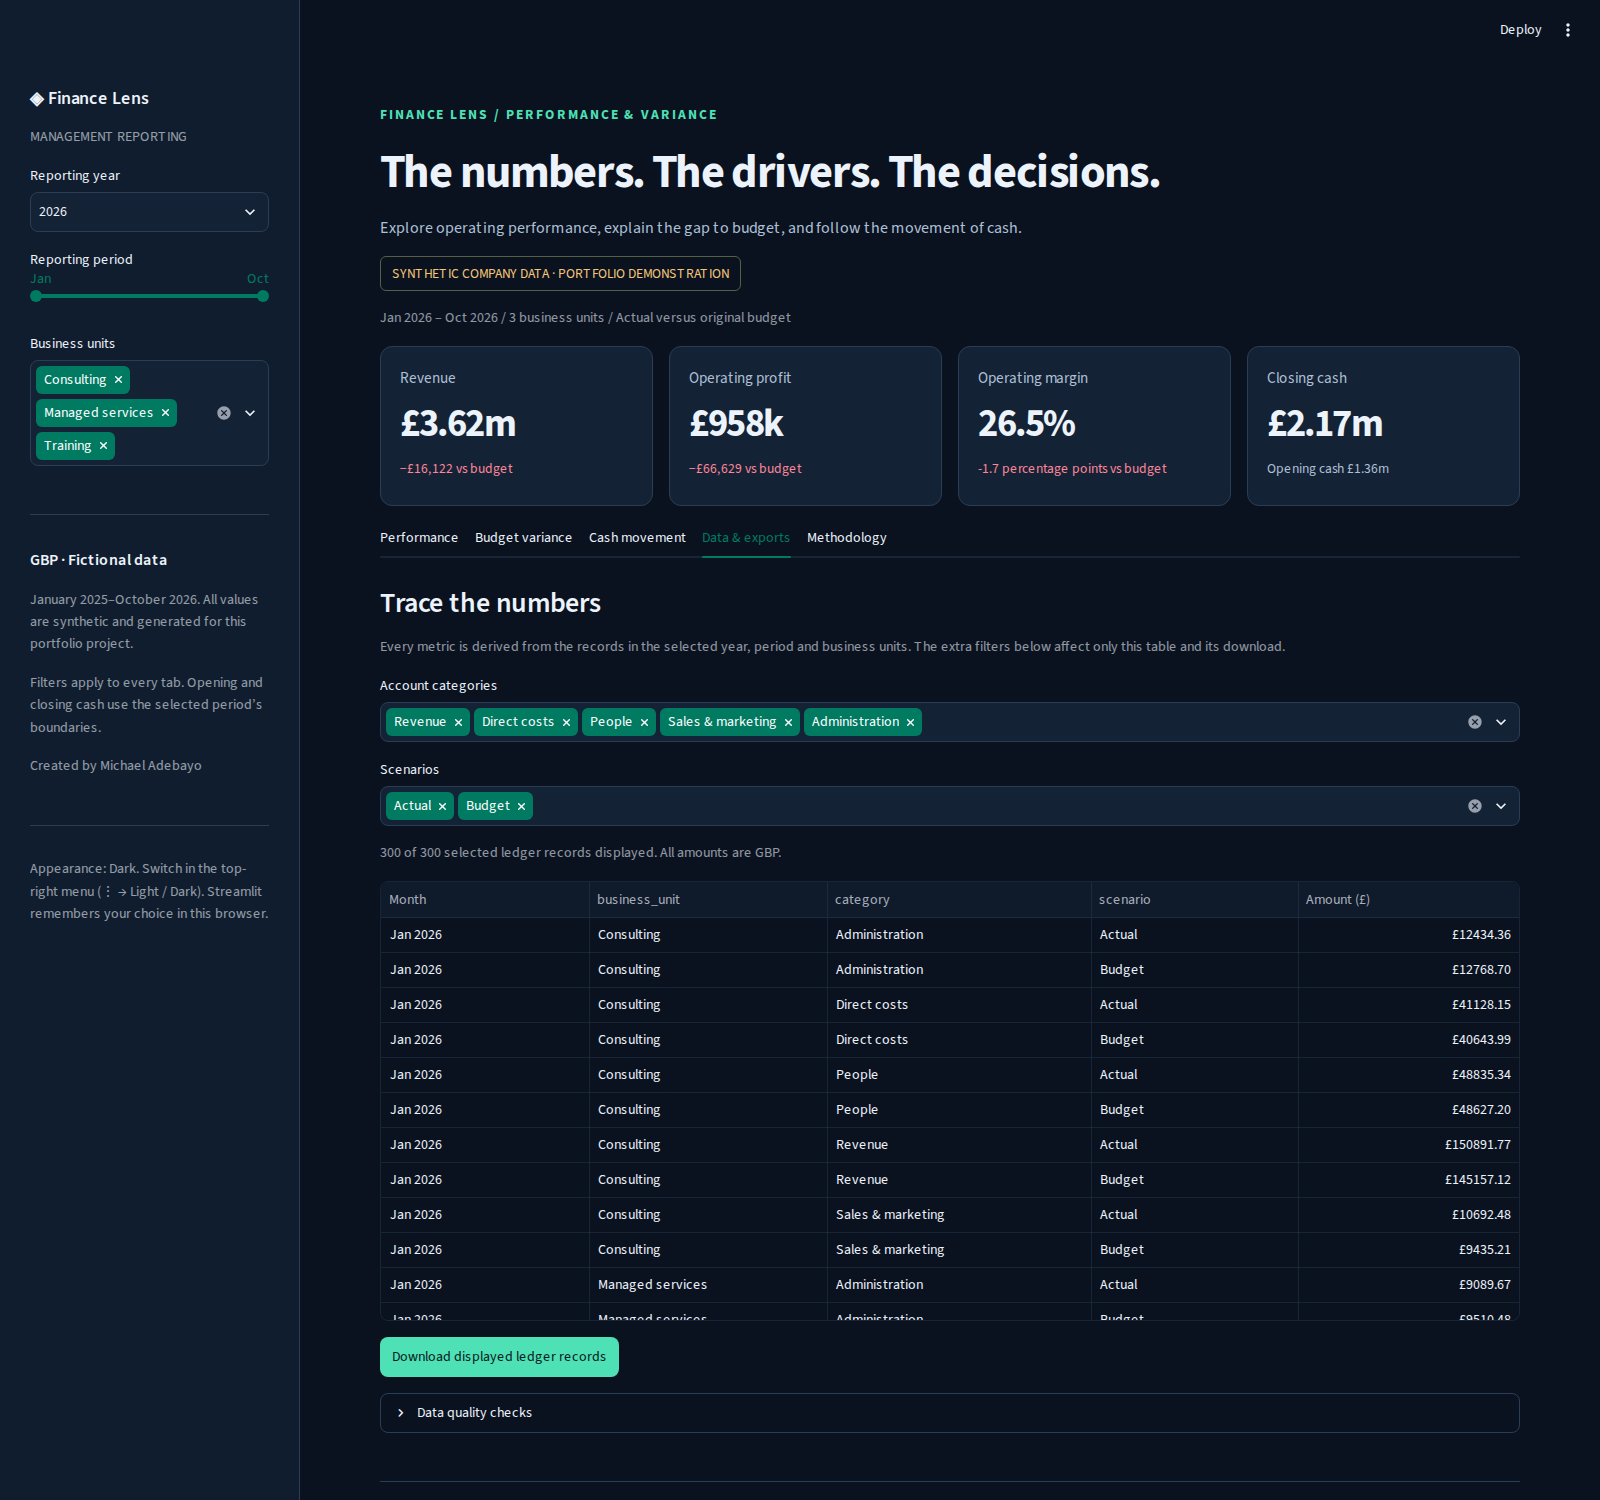 Deploy
◈ Finance Lens
MANAGEMENT REPORTING
Reporting year
2026
Reporting period
Jan Oct
Business units
Consulting
Managed services
Training
GBP · Fictional data
January 2025–October 2026. All values
are synthetic and generated for this
portfolio project.
Filters apply to every tab. Opening and
closing cash use the selected period's
boundaries.
Created by Michael Adebayo
Appearance: Dark. Switch in the top-
right menu (⋮ → Light / Dark). Streamlit
remembers your choice in this browser.
FINANCE LENS / PERFORMANCE & VARIANCE
The numbers. The drivers. The decisions.
Explore operating performance, explain the gap to budget, and follow the movement of cash.
SYNTHETIC COMPANY DATA · PORTFOLIO DEMONSTRATION
Jan 2026 – Oct 2026 / 3 business units / Actual versus original budget
Revenue
£3.62m
−£16,122 vs budget
Operating profit
£958k
−£66,629 vs budget
Operating margin
26.5%
-1.7 percentage points vs budget
Closing cash
£2.17m
Opening cash £1.36m
Performance Budget variance Cash movement Data & exports Methodology
Trace the numbers
Every metric is derived from the records in the selected year, period and business units. The extra filters below affect only this table and its download.
Account categories
Revenue Direct costs People Sales & marketing Administration
Scenarios
Actual Budget
300 of 300 selected ledger records displayed. All amounts are GBP.
Month business_unit category scenario Amount (£)
Jan 2026 Consulting Administration Actual £12434.36
Jan 2026 Consulting Administration Budget £12768.70
Jan 2026 Consulting Direct costs Actual £41128.15
Jan 2026 Consulting Direct costs Budget £40643.99
Jan 2026 Consulting People Actual £48835.34
Jan 2026 Consulting People Budget £48627.20
Jan 2026 Consulting Revenue Actual £150891.77
Jan 2026 Consulting Revenue Budget £145157.12
Jan 2026 Consulting Sales & marketing Actual £10692.48
Jan 2026 Consulting Sales & marketing Budget £9435.21
Jan 2026 Managed services Administration Actual £9089.67
Jan 2026 Managed services Administration Budget £9510.48
Download displayed ledger records
Data quality checks